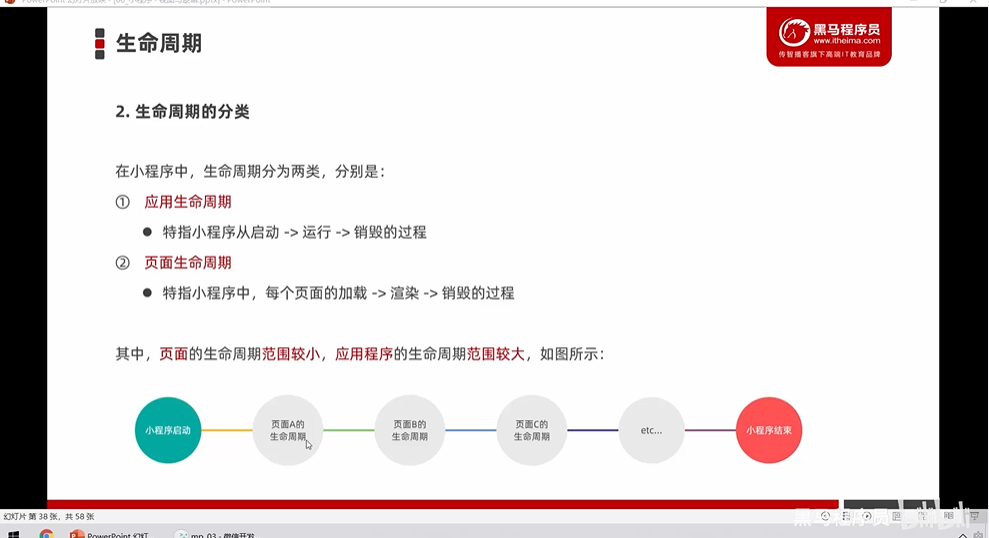 生命周期
黑马程序员
www.itheima.com
传智播客旗下高端IT教育品牌
2. 生命周期的分类
在小程序中，生命周期分为两类，分别是：
① 应用生命周期
● 特指小程序从启动 -> 运行 -> 销毁的过程
② 页面生命周期
● 特指小程序中，每个页面的加载 -> 渲染 -> 销毁的过程
其中，页面的生命周期范围较小，应用程序的生命周期范围较大，如图所示：
小程序启动
页面A的
生命周期
页面B的
生命周期
页面C的
生命周期
etc...
小程序结束
幻灯片 第 38 张，共 58 张
黑马程序员
bilibili
PowerPoint 幻灯
mp_03 - 微信开发